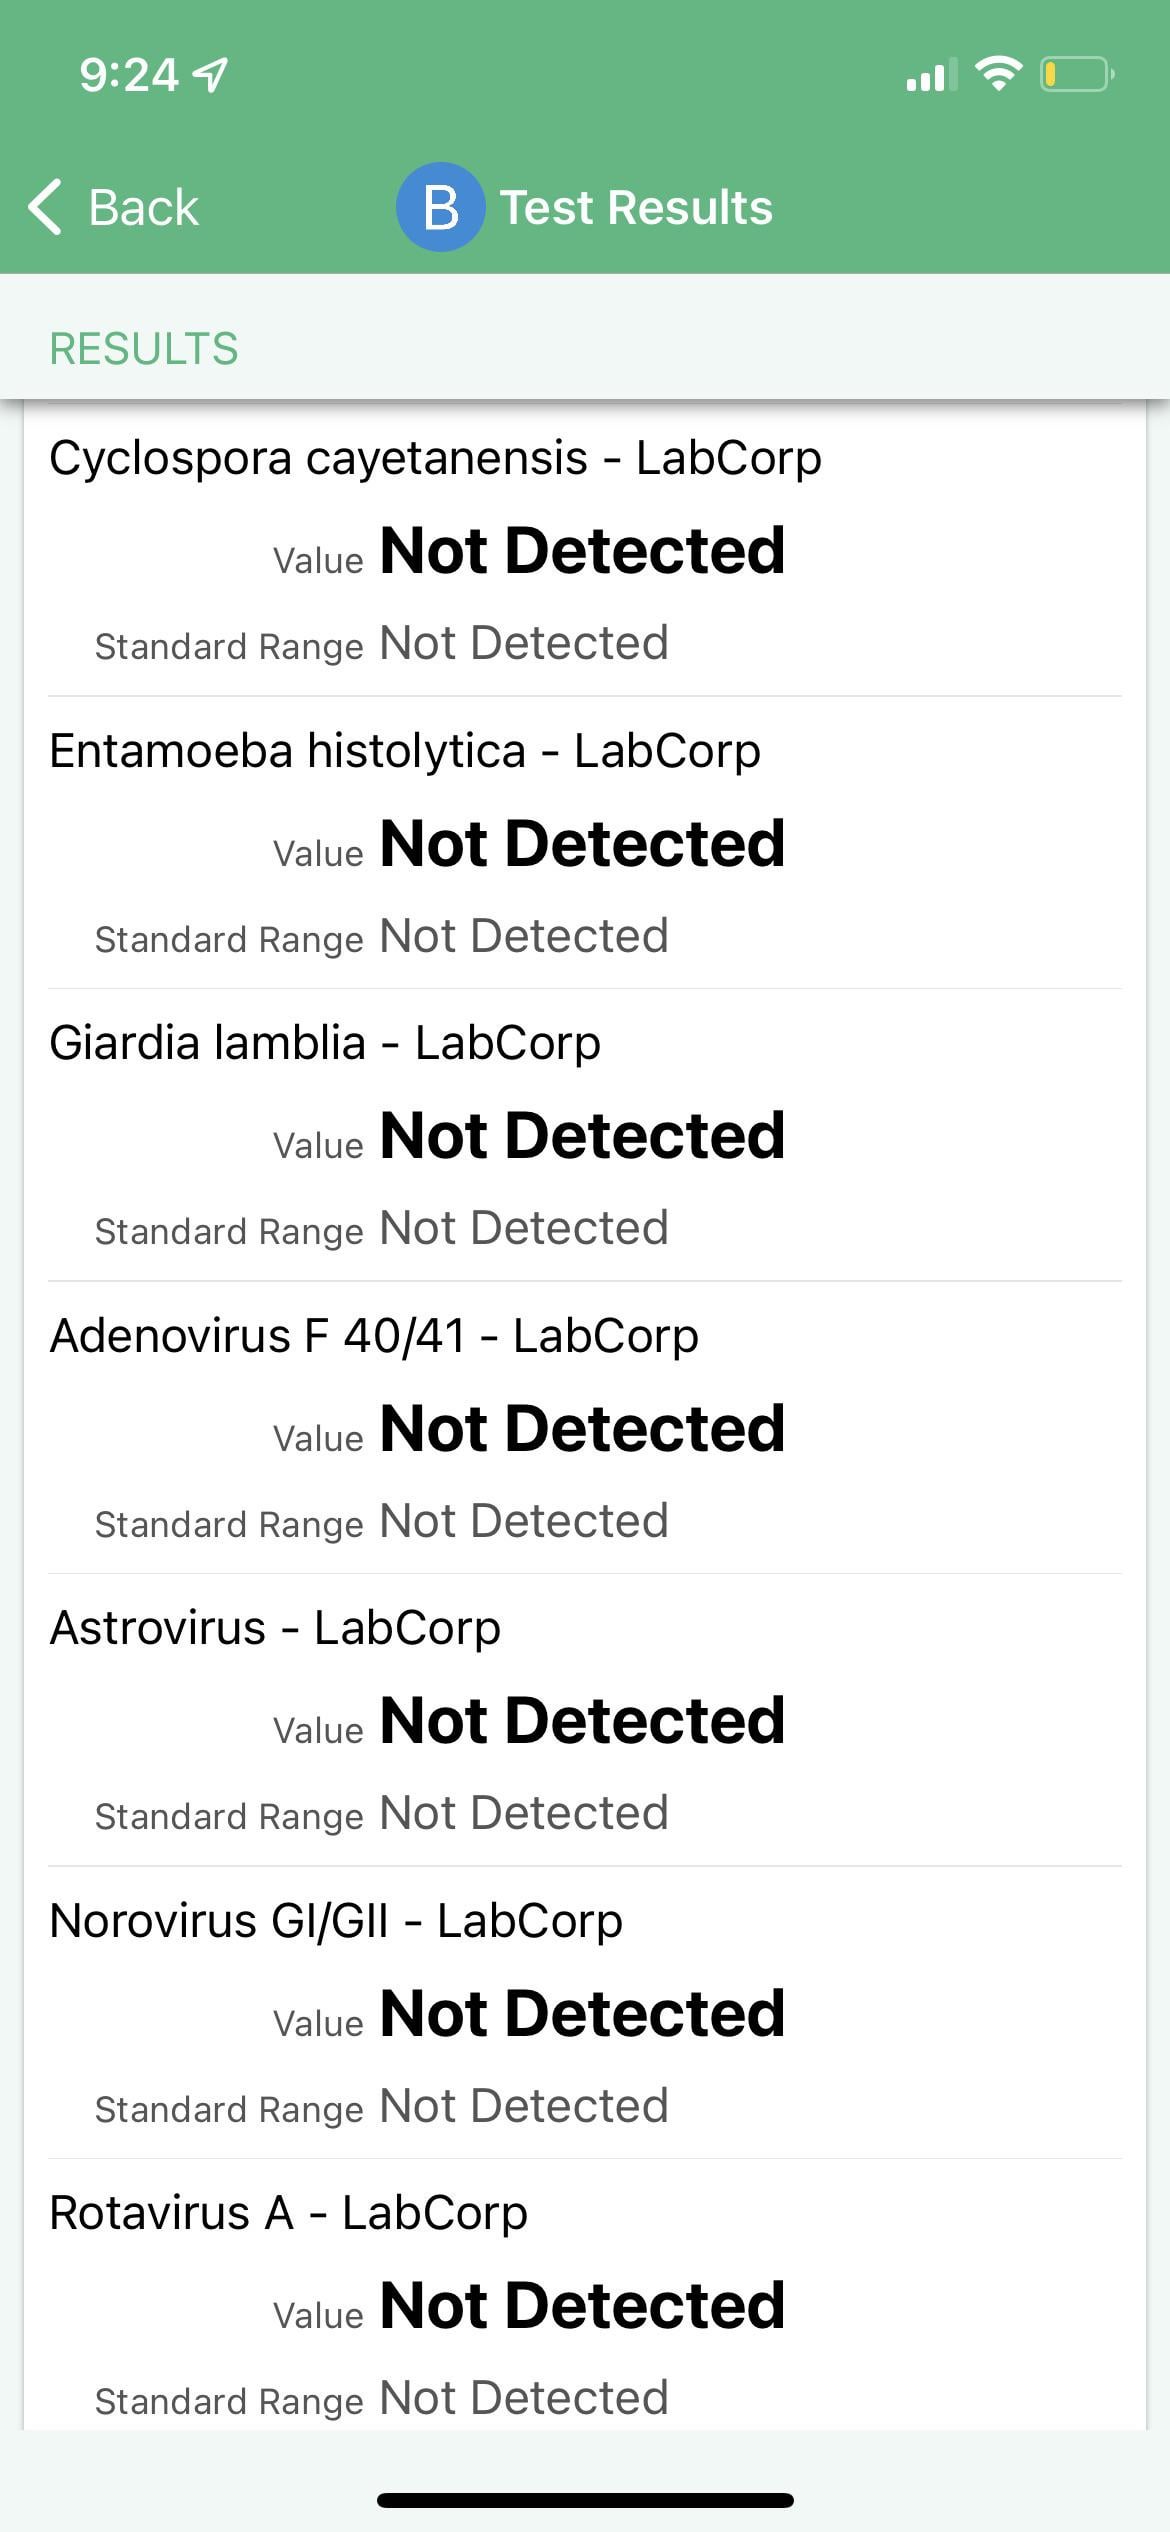 9:24
Back
B Test Results
RESULTS
Cyclospora cayetanensis - LabCorp
Value Not Detected
Standard Range Not Detected
Entamoeba histolytica - LabCorp
Value Not Detected
Standard Range Not Detected
Giardia lamblia - LabCorp
Value Not Detected
Standard Range Not Detected
Adenovirus F 40/41 - LabCorp
Value Not Detected
Standard Range Not Detected
Astrovirus - LabCorp
Value Not Detected
Standard Range Not Detected
Norovirus GI/GII - LabCorp
Value Not Detected
Standard Range Not Detected
Rotavirus A - LabCorp
Value Not Detected
Standard Range Not Detected